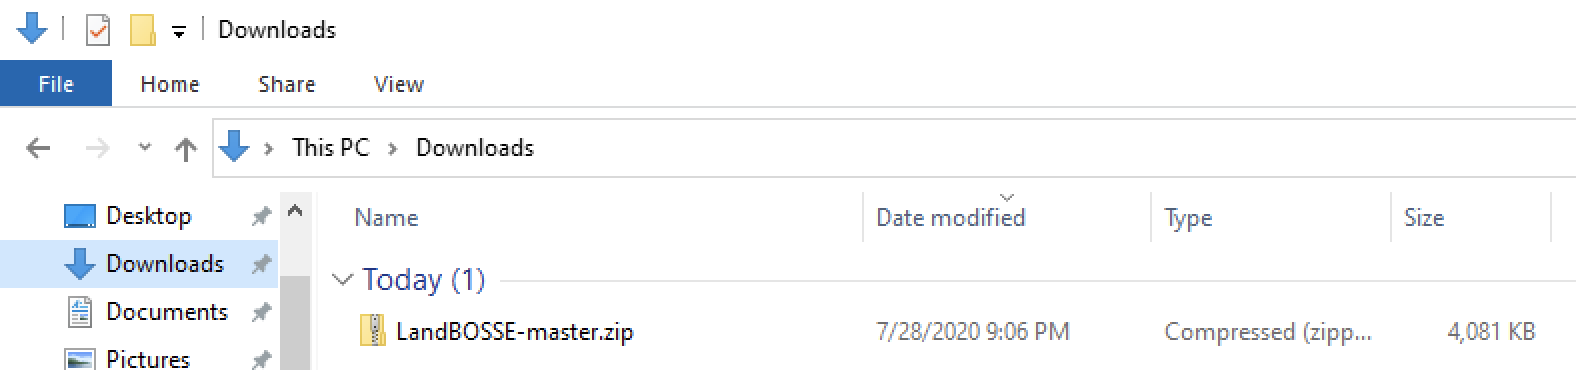 Downloads
File Home Share View
This PC Downloads
Desktop
Downloads
Documents
Pictures
Name Date modified Type Size
Today (1)
LandBOSSE-master.zip 7/28/2020 9:06 PM Compressed (zipp... 4,081 KB